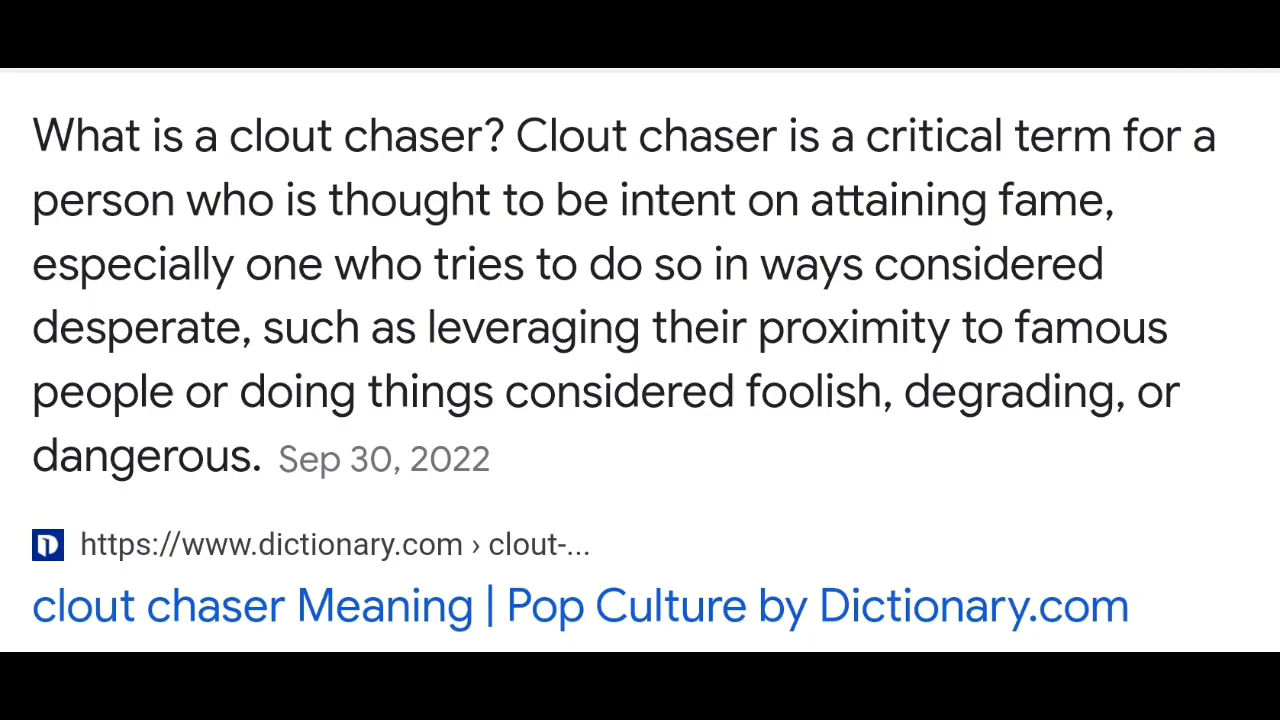 What is a clout chaser? Clout chaser is a critical term for a
person who is thought to be intent on attaining fame,
especially one who tries to do so in ways considered
desperate, such as leveraging their proximity to famous
people or doing things considered foolish, degrading, or
dangerous. Sep 30, 2022
https://www.dictionary.com › clout-...
clout chaser Meaning | Pop Culture by Dictionary.com